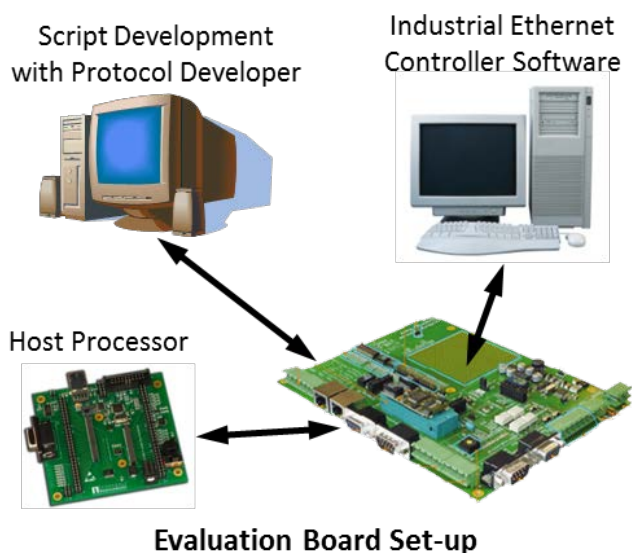 Script Development
with Protocol Developer
Industrial Ethernet
Controller Software
Host Processor
Evaluation Board Set-up